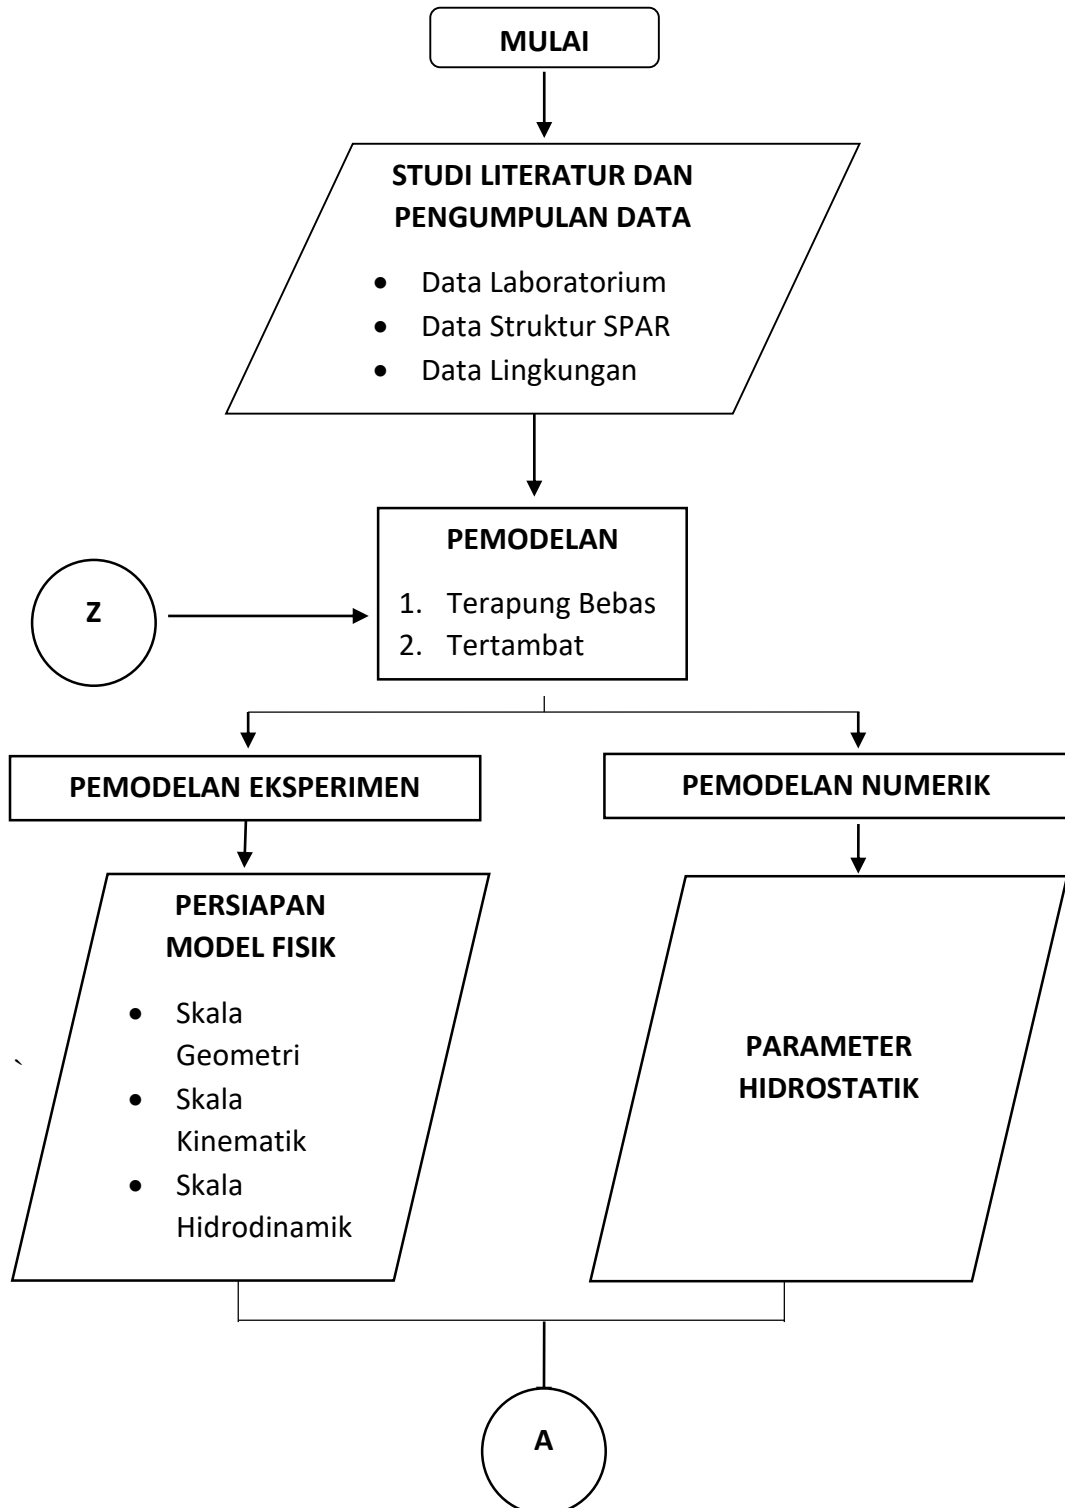 MULAI
STUDI LITERATUR DAN
PENGUMPULAN DATA
• Data Laboratorium
• Data Struktur SPAR
• Data Lingkungan
PEMODELAN
1. Terapung Bebas
2. Tertambat
Z
PEMODELAN EKSPERIMEN
PEMODELAN NUMERIK
PERSIAPAN
MODEL FISIK
• Skala
Geometri
• Skala
Kinematik
• Skala
Hidrodinamik
`
PARAMETER
HIDROSTATIK
A